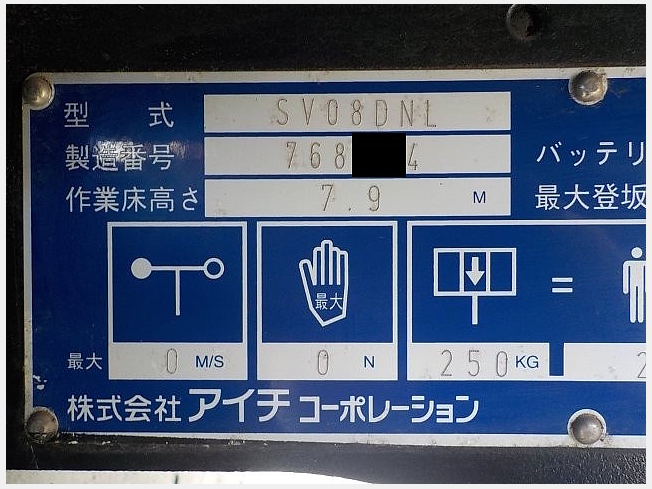 型 式 SV08DNL
製造番号 768 4 バッテリ
作業床高さ 7.9 M 最大登坂
最大
=
最大 0 M/S 0 N 250 KG 2
株式会社 アイチ コーポレーション